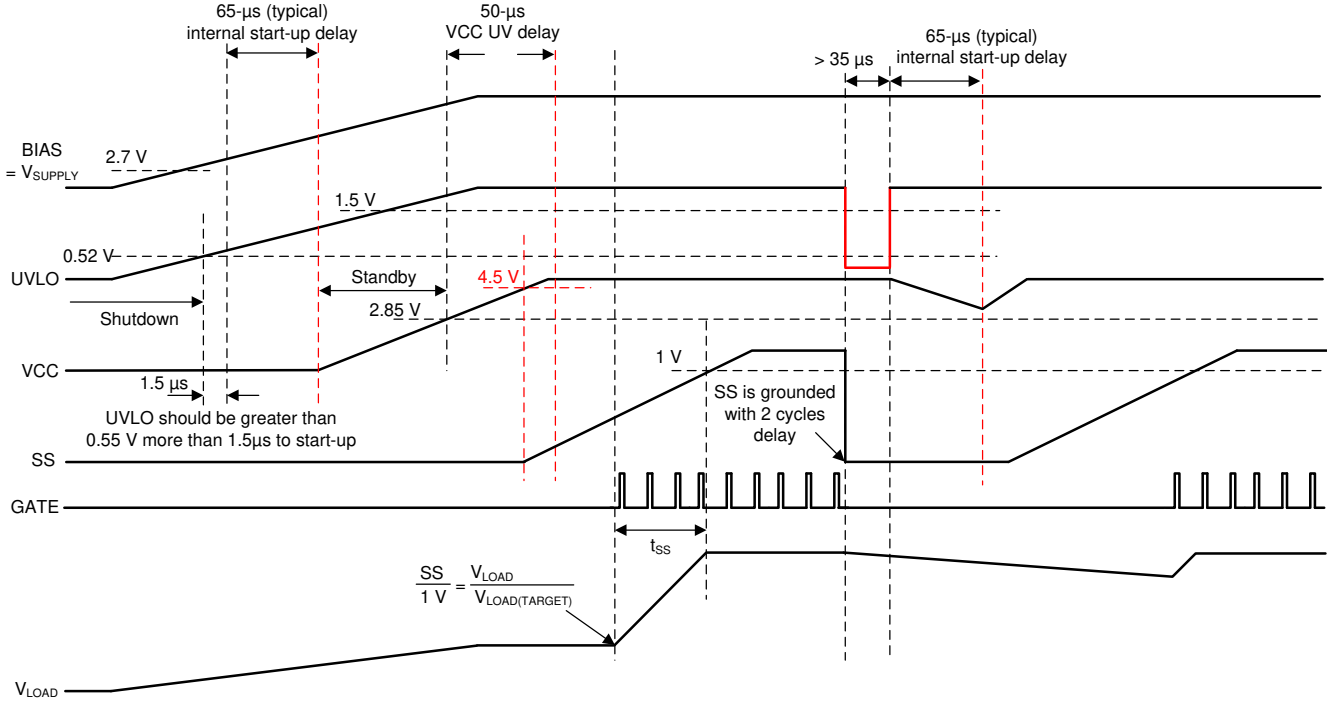 65-µs (typical)
internal start-up delay
50-µs
VCC UV delay
65-µs (typical)
internal start-up delay
> 35 µs
BIAS
= VSUPPLY
2.7 V
1.5 V
0.52 V
UVLO
Standby
4.5 V
Shutdown
2.85 V
VCC
1.5 µs
1 V
SS is grounded
with 2 cycles
delay
UVLO should be greater than
0.55 V more than 1.5µs to start-up
SS
GATE
tSS
SS / 1 V = VLOAD / VLOAD(TARGET)
VLOAD